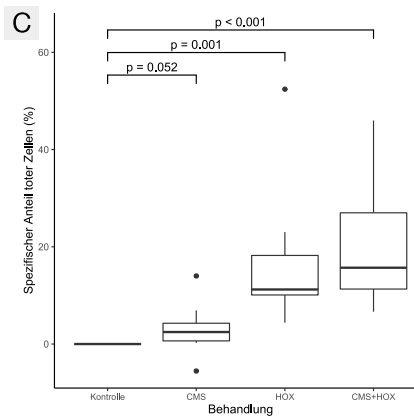 C
p < 0.001
p = 0.001
p = 0.052
60
40
20
0
Spezifischer Anteil toter Zellen (%)
Kontrolle CMS HOX CMS+HOX
Behandlung